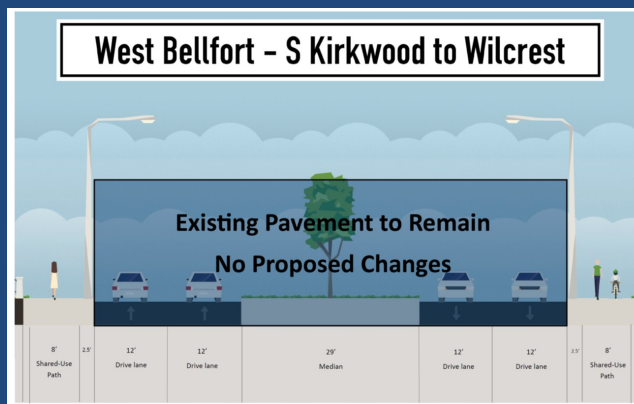 West Bellfort – S Kirkwood to Wilcrest
Existing Pavement to Remain
No Proposed Changes
8'
Shared-Use
Path
2.5'
12'
Drive lane
12'
Drive lane
29'
Median
12'
Drive lane
12'
Drive lane
2.5'
8'
Shared-Use
Path